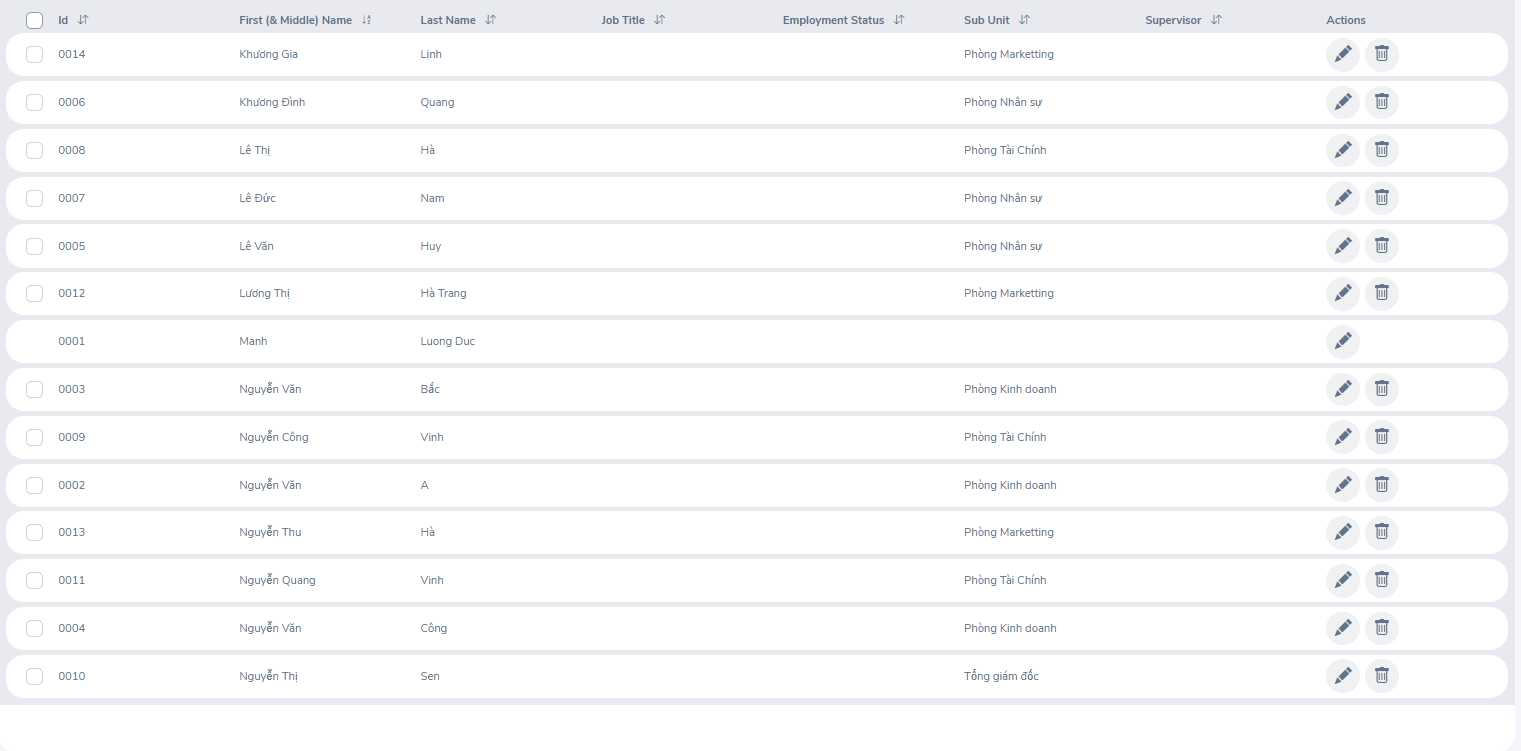 Id First (& Middle) Name Last Name Job Title Employment Status Sub Unit Supervisor Actions
0014 Khương Gia Linh Phòng Marketting
0006 Khương Đình Quang Phòng Nhân sự
0008 Lê Thị Hà Phòng Tài Chính
0007 Lê Đức Nam Phòng Nhân sự
0005 Lê Văn Huy Phòng Nhân sự
0012 Lương Thị Hà Trang Phòng Marketting
0001 Manh Luong Duc
0003 Nguyễn Văn Bắc Phòng Kinh doanh
0009 Nguyễn Công Vinh Phòng Tài Chính
0002 Nguyễn Văn A Phòng Kinh doanh
0013 Nguyễn Thu Hà Phòng Marketting
0011 Nguyễn Quang Vinh Phòng Tài Chính
0004 Nguyễn Văn Công Phòng Kinh doanh
0010 Nguyễn Thị Sen Tổng giám đốc